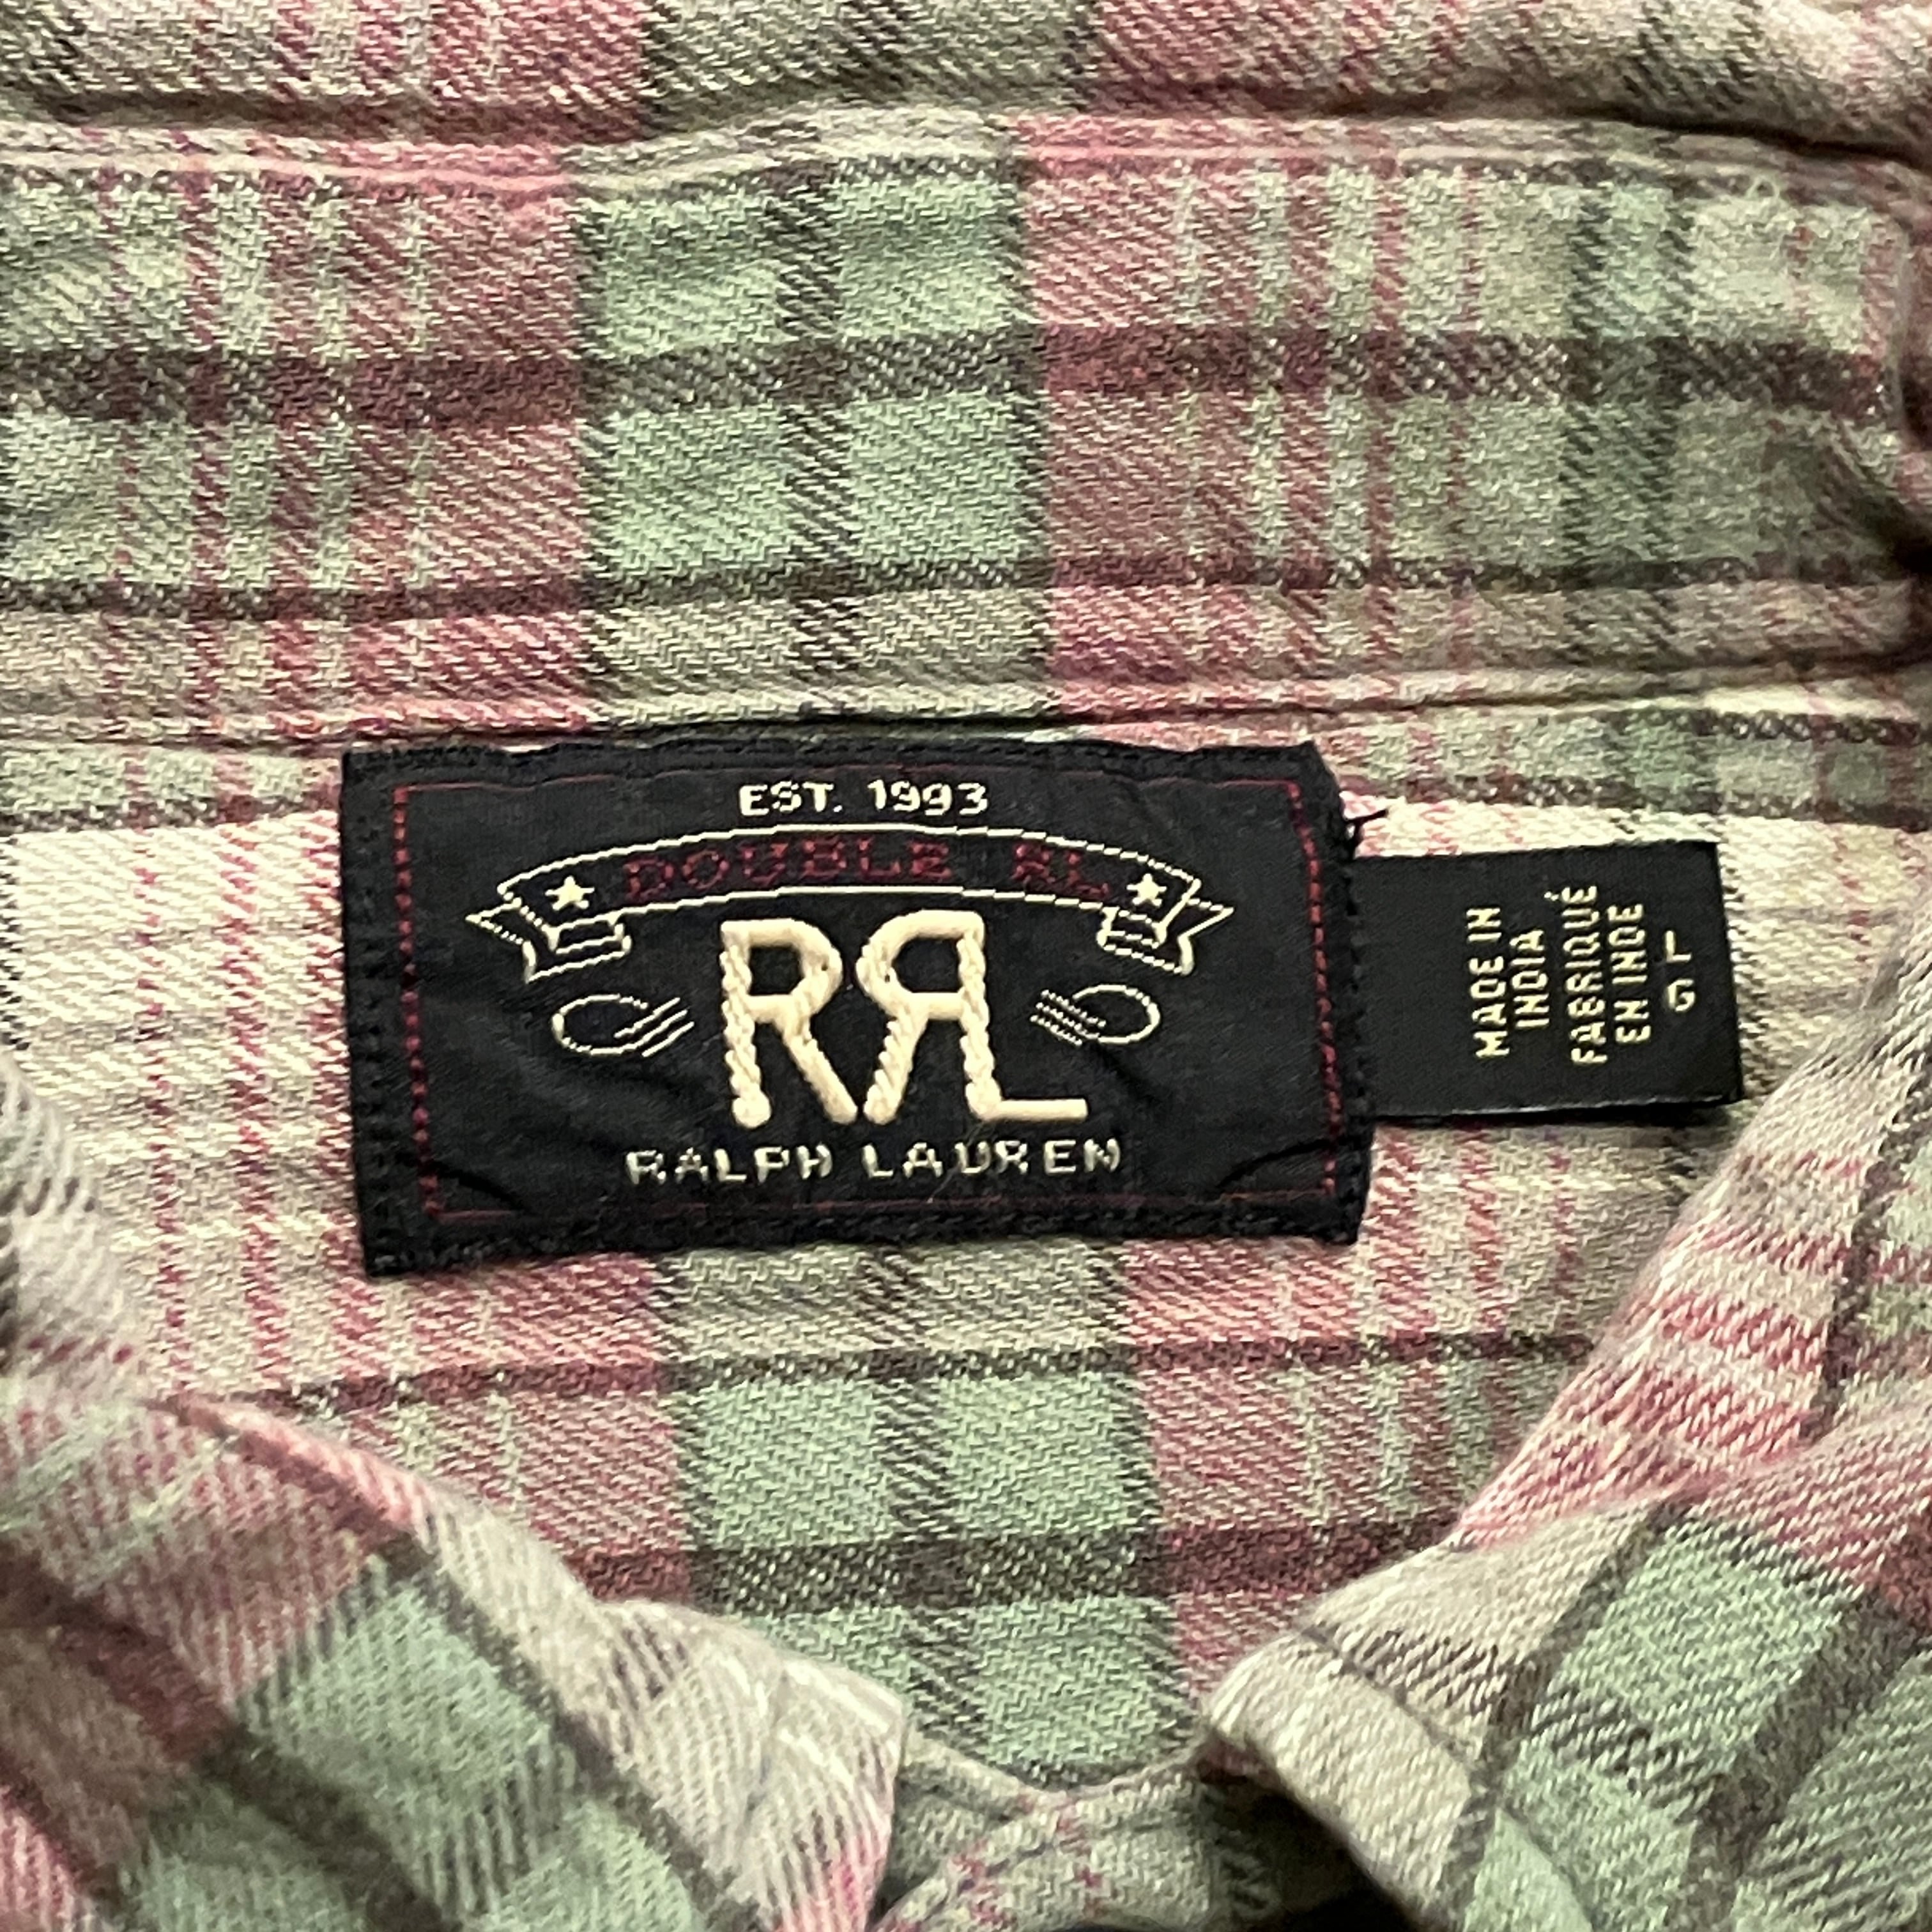 EST. 1993
DOUBLE RL
RRL
RALPH LAUREN
MADE IN
INDIA
FABRIQUÉ
EN INDE
L
G